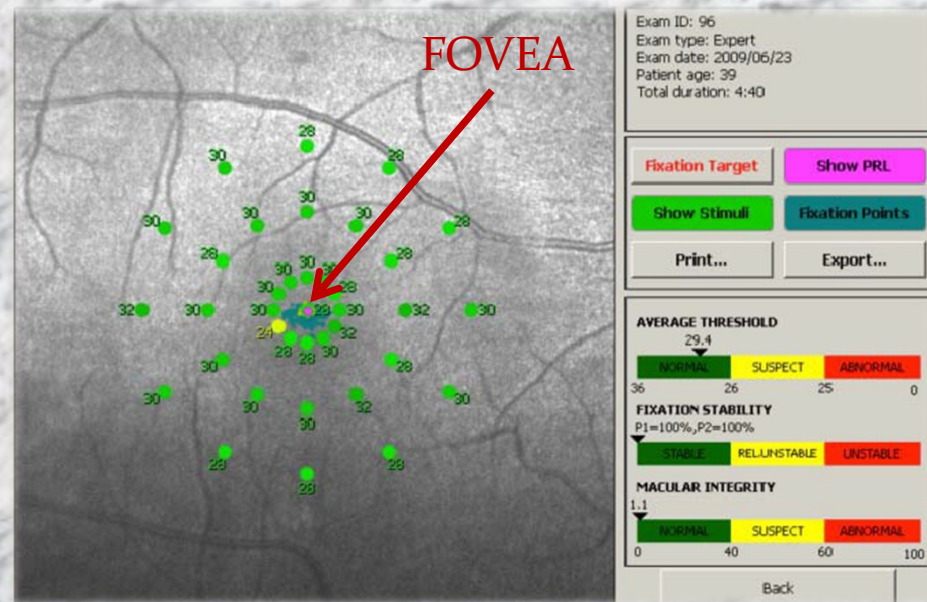 FOVEA
28
30
28
30
30
30
30
28
28
28
30
30
30
30
28
32
30
30
28
30
32
30
24
32
28
28
30
30
28
30
30
32
30
30
28
28
28
Exam ID: 96
Exam type: Expert
Exam date: 2009/06/23
Patient age: 39
Total duration: 4:40
Fixation Target
Show PRL
Show Stimuli
Fixation Points
Print...
Export...
AVERAGE THRESHOLD
29.4
NORMAL SUSPECT ABNORMAL
36 26 25 0
FIXATION STABILITY
P1=100%,P2=100%
STABLE REL.UNSTABLE UNSTABLE
MACULAR INTEGRITY
1.1
NORMAL SUSPECT ABNORMAL
0 40 60 100
Back